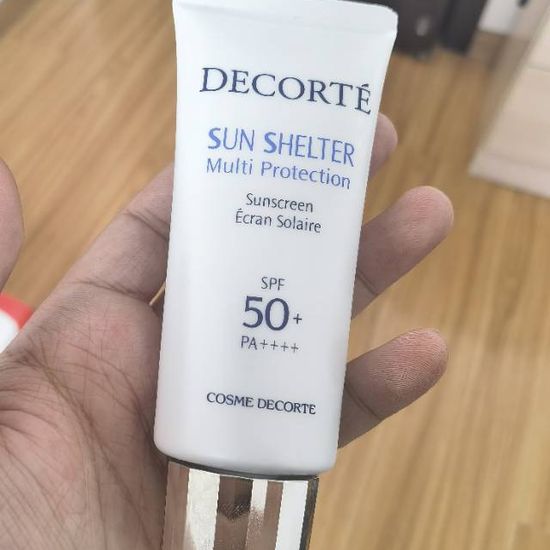 DECORTÉ
SUN SHELTER
Multi Protection
Sunscreen
Écran Solaire
SPF
50+
PA++++
COSME DECORTE